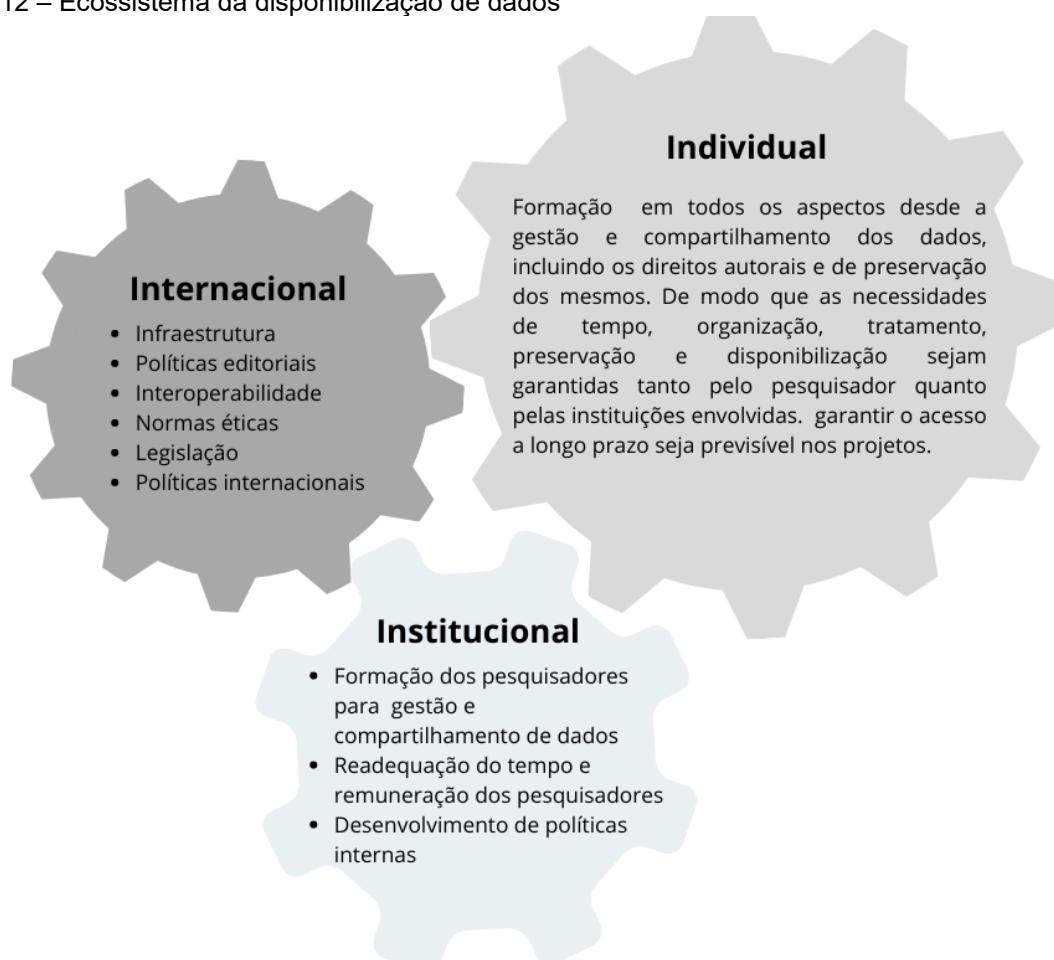 12 – Ecossistema da disponibilização de dados
Internacional
• Infraestrutura
• Políticas editoriais
• Interoperabilidade
• Normas éticas
• Legislação
• Políticas internacionais
Individual
Formação em todos os aspectos desde a
gestão e compartilhamento dos dados,
incluindo os direitos autorais e de preservação
dos mesmos. De modo que as necessidades
de tempo, organização, tratamento,
preservação e disponibilização sejam
garantidas tanto pelo pesquisador quanto
pelas instituições envolvidas. garantir o acesso
a longo prazo seja previsível nos projetos.
Institucional
• Formação dos pesquisadores
para gestão e
compartilhamento de dados
• Readequação do tempo e
remuneração dos pesquisadores
• Desenvolvimento de políticas
internas